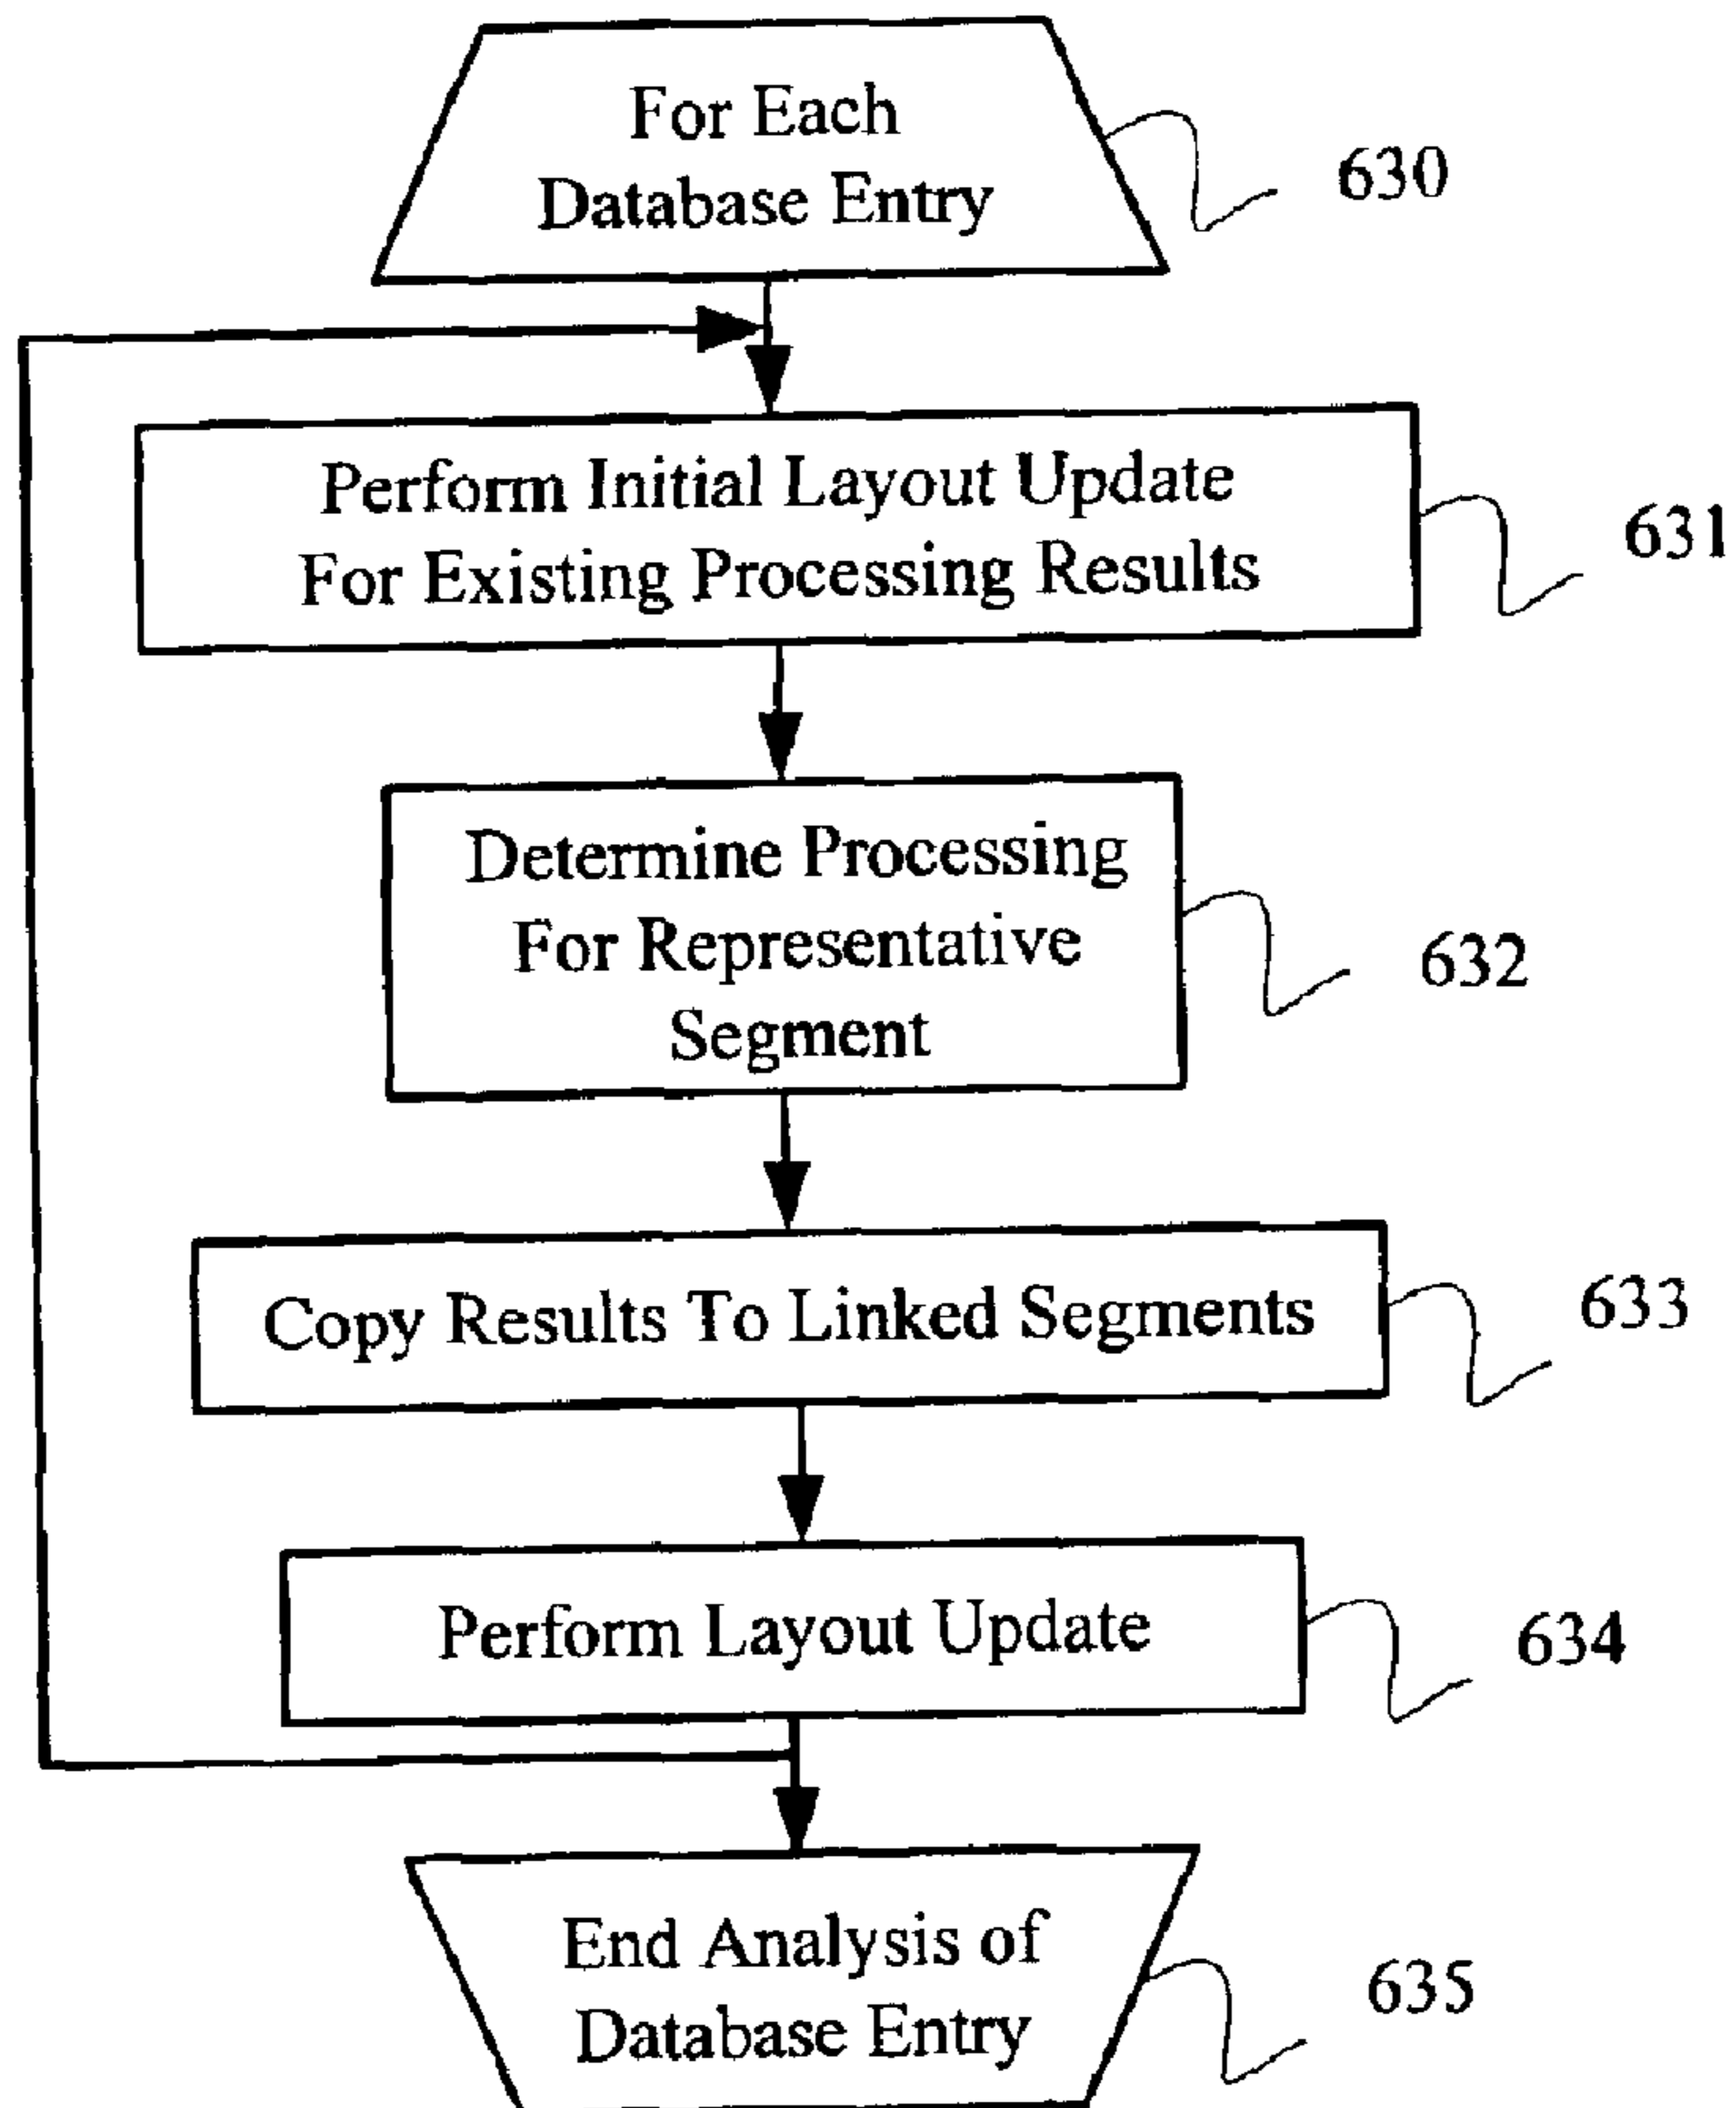 For Each
Database Entry
630
Perform Initial Layout Update
For Existing Processing Results
631
Determine Processing
For Representative
Segment
632
Copy Results To Linked Segments
633
Perform Layout Update
634
End Analysis of
Database Entry
635